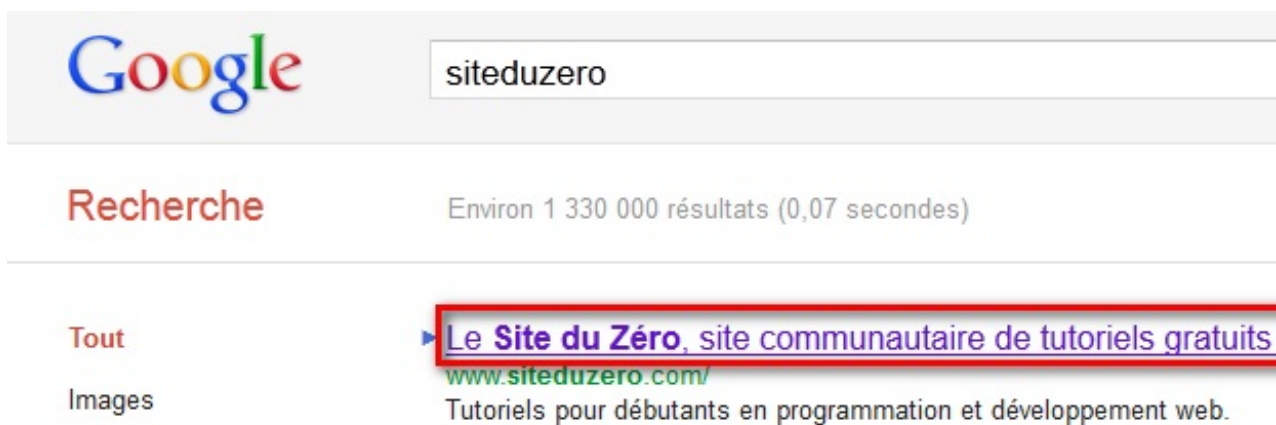 Google
siteduzero
Recherche
Environ 1 330 000 résultats (0,07 secondes)
Tout
Le Site du Zéro, site communautaire de tutoriels gratuits
www.siteduzero.com/
Images
Tutoriels pour débutants en programmation et développement web.